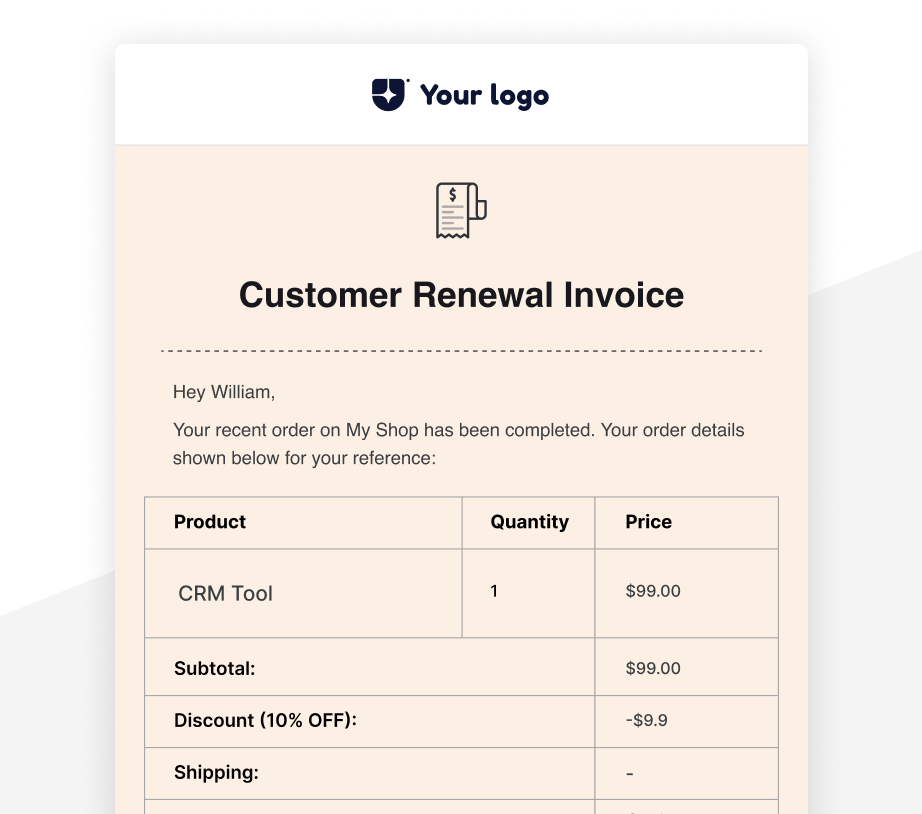 Your logo
$
Customer Renewal Invoice
Hey William,
Your recent order on My Shop has been completed. Your order details
shown below for your reference:
Product Quantity Price
CRM Tool 1 $99.00
Subtotal: $99.00
Discount (10% OFF): -$9.9
Shipping: -